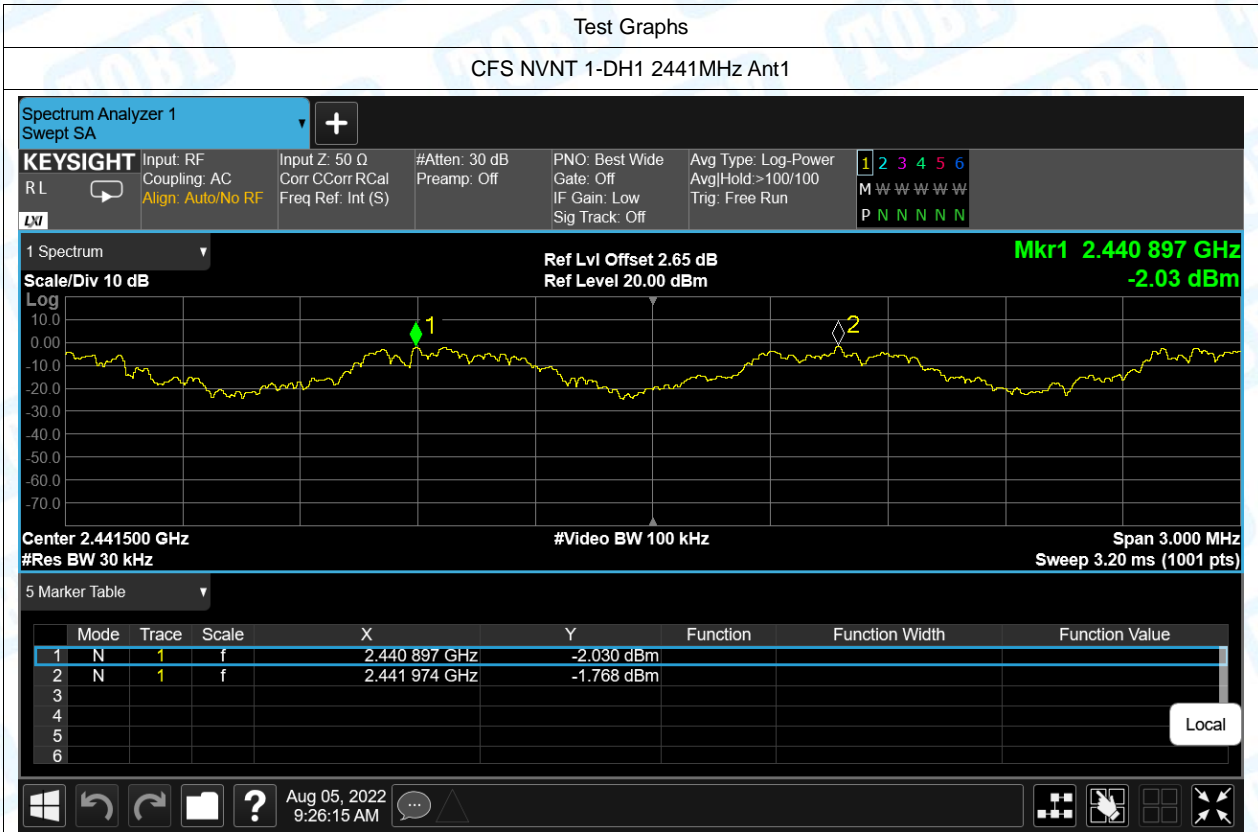 Test Graphs
CFS NVNT 1-DH1 2441MHz Ant1
Spectrum Analyzer 1
Swept SA
KEYSIGHT Input: RF Input Z: 50 Ω #Atten: 30 dB PNO: Best Wide Avg Type: Log-Power 1 2 3 4 5 6
RL Coupling: AC Corr CCorr RCal Preamp: Off Gate: Off Avg|Hold:>100/100 M W W W W W
Align: Auto/No RF Freq Ref: Int (S) IF Gain: Low Trig: Free Run
LXI Sig Track: Off P N N N N N
1 Spectrum Ref Lvl Offset 2.65 dB Mkr1 2.440 897 GHz
Scale/Div 10 dB Ref Level 20.00 dBm -2.03 dBm
Log
10.0
0.00
-10.0
-20.0
-30.0
-40.0
-50.0
-60.0
-70.0
1
2
Center 2.441500 GHz #Video BW 100 kHz Span 3.000 MHz
#Res BW 30 kHz Sweep 3.20 ms (1001 pts)
5 Marker Table
Mode Trace Scale X Y Function Function Width Function Value
1 N 1 f 2.440 897 GHz -2.030 dBm
2 N 1 f 2.441 974 GHz -1.768 dBm
3
4
5
6
Local
? Aug 05, 2022
9:26:15 AM
TOBY